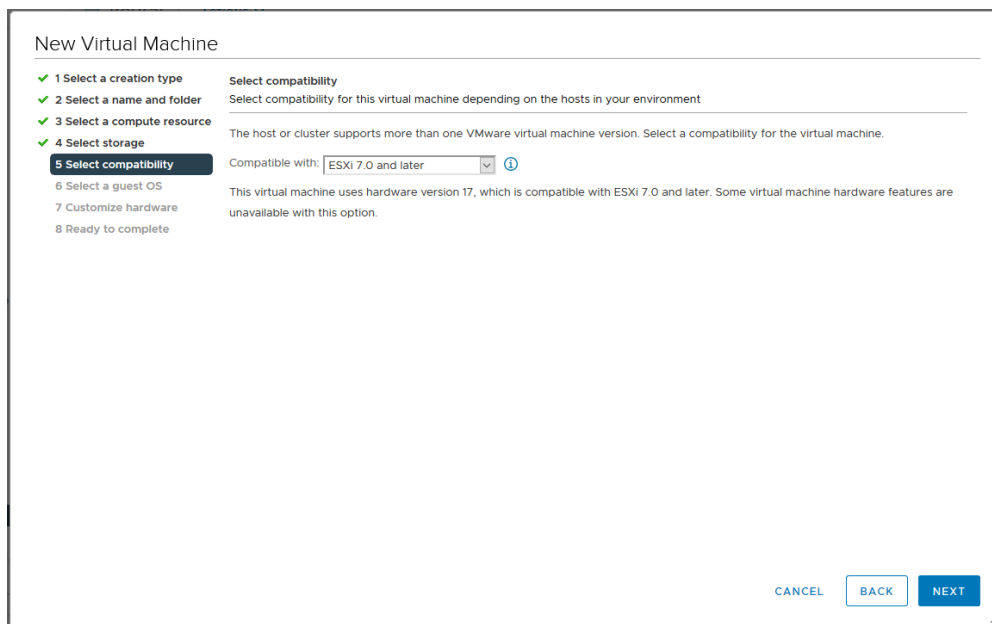 New Virtual Machine
1 Select a creation type
2 Select a name and folder
3 Select a compute resource
4 Select storage
5 Select compatibility
6 Select a guest OS
7 Customize hardware
8 Ready to complete
Select compatibility
Select compatibility for this virtual machine depending on the hosts in your environment
The host or cluster supports more than one VMware virtual machine version. Select a compatibility for the virtual machine.
Compatible with: ESXi 7.0 and later
This virtual machine uses hardware version 17, which is compatible with ESXi 7.0 and later. Some virtual machine hardware features are
unavailable with this option.
CANCEL BACK NEXT